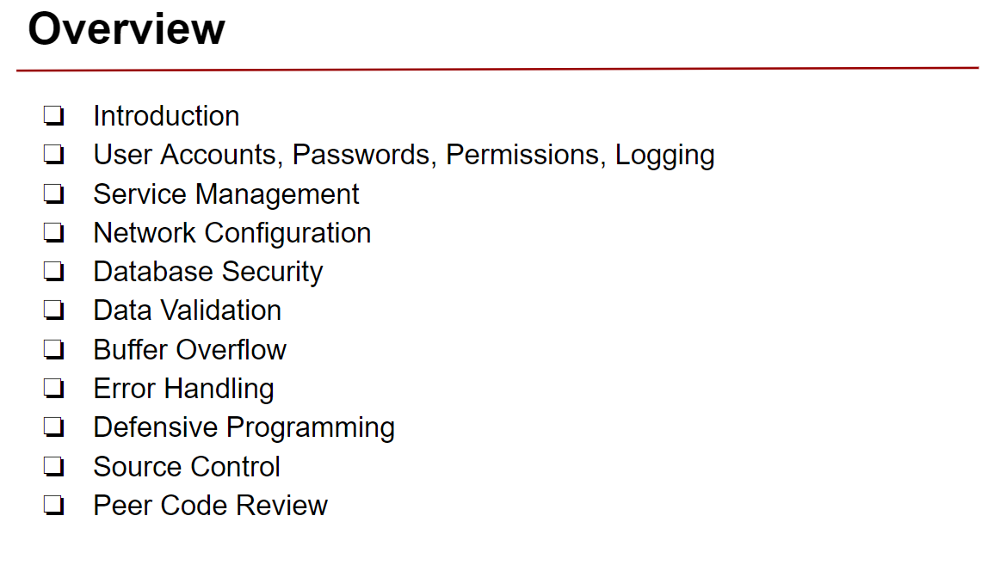 Overview
❏ Introduction
❏ User Accounts, Passwords, Permissions, Logging
❏ Service Management
❏ Network Configuration
❏ Database Security
❏ Data Validation
❏ Buffer Overflow
❏ Error Handling
❏ Defensive Programming
❏ Source Control
❏ Peer Code Review